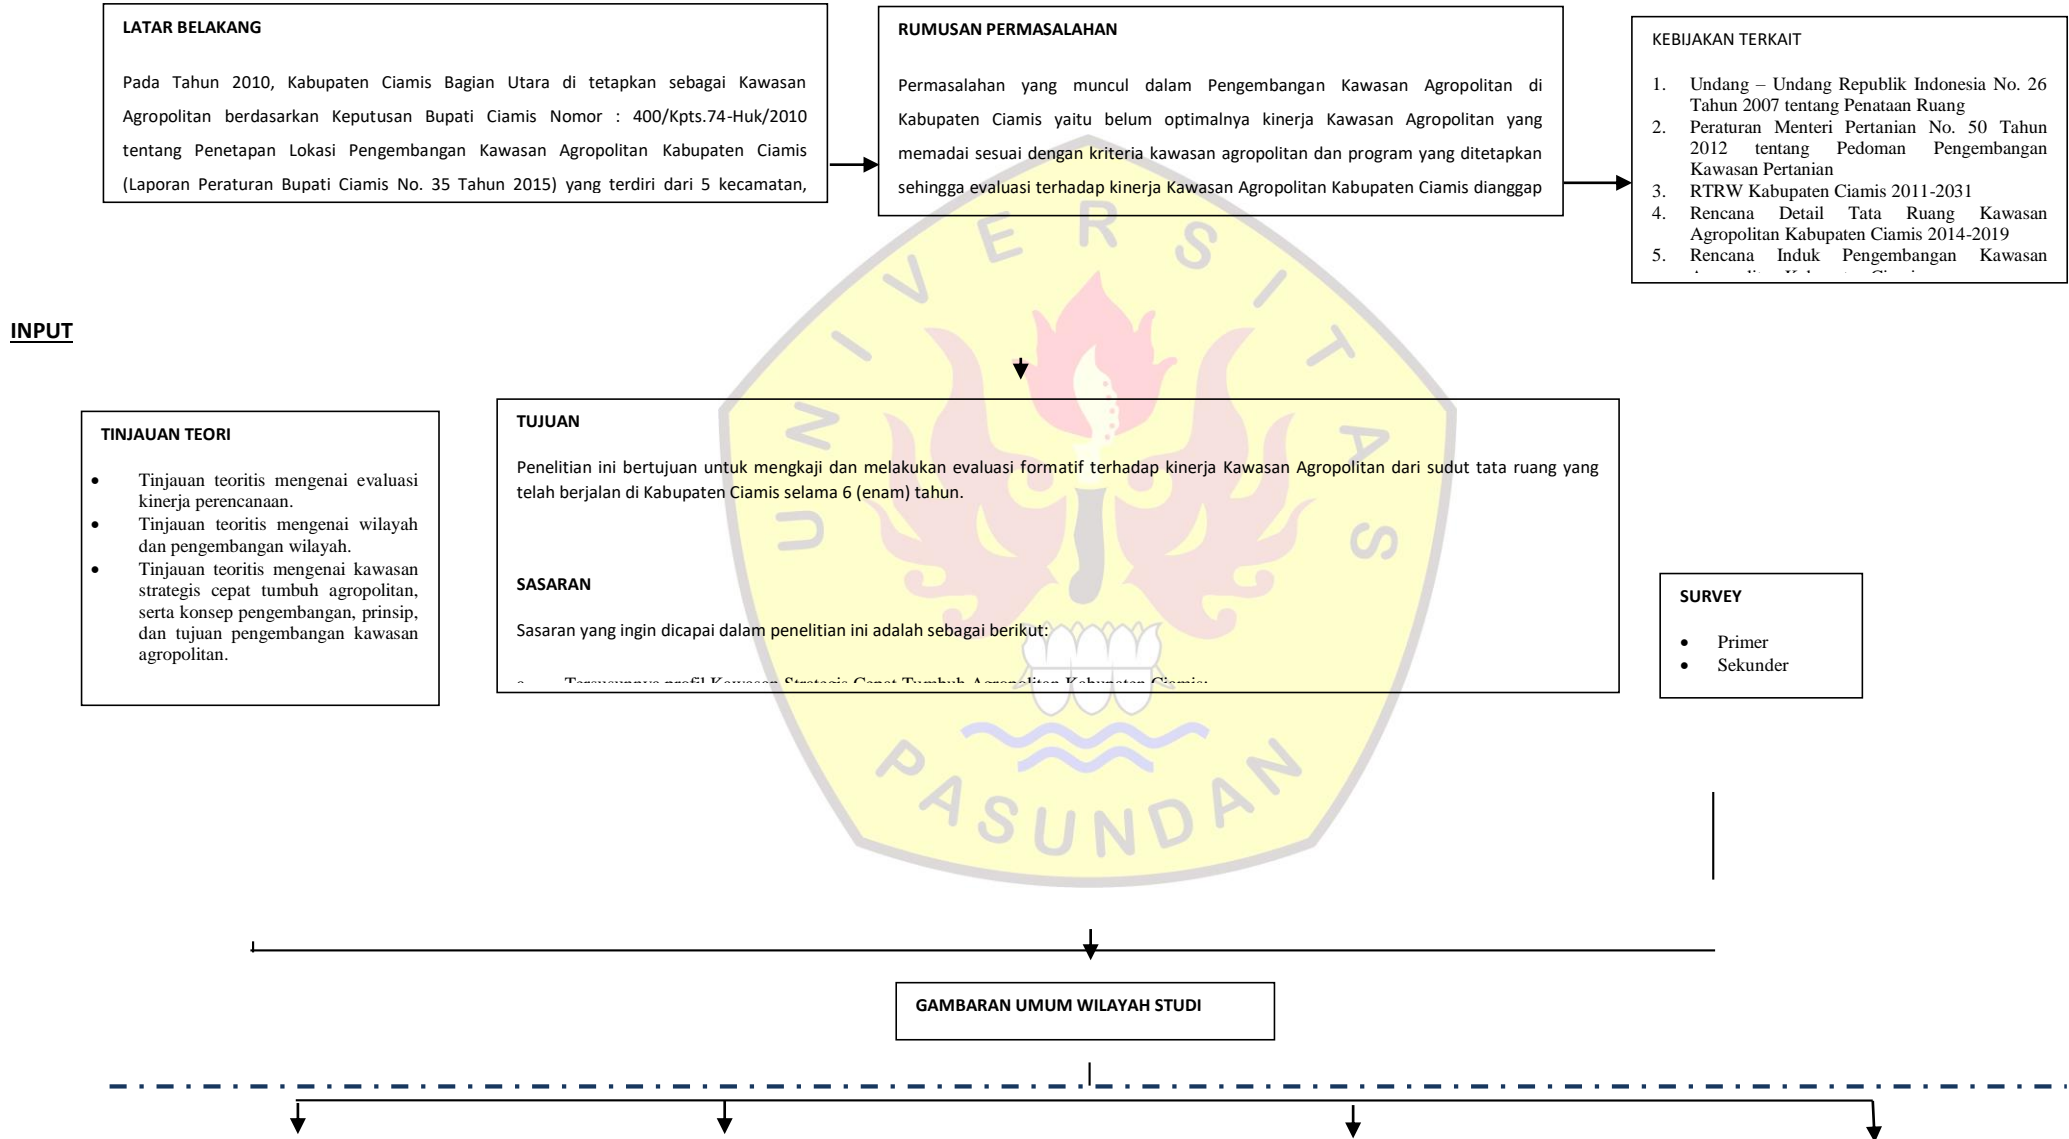 LATAR BELAKANG
Pada Tahun 2010, Kabupaten Ciamis Bagian Utara di tetapkan sebagai Kawasan
Agropolitan berdasarkan Keputusan Bupati Ciamis Nomor : 400/Kpts.74-Huk/2010
tentang Penetapan Lokasi Pengembangan Kawasan Agropolitan Kabupaten Ciamis
(Laporan Peraturan Bupati Ciamis No. 35 Tahun 2015) yang terdiri dari 5 kecamatan,
RUMUSAN PERMASALAHAN
Permasalahan yang muncul dalam Pengembangan Kawasan Agropolitan di
Kabupaten Ciamis yaitu belum optimalnya kinerja Kawasan Agropolitan yang
memadai sesuai dengan kriteria kawasan agropolitan dan program yang ditetapkan
sehingga evaluasi terhadap kinerja Kawasan Agropolitan Kabupaten Ciamis dianggap
KEBIJAKAN TERKAIT
1. Undang – Undang Republik Indonesia No. 26
Tahun 2007 tentang Penataan Ruang
2. Peraturan Menteri Pertanian No. 50 Tahun
2012 tentang Pedoman Pengembangan
Kawasan Pertanian
3. RTRW Kabupaten Ciamis 2011-2031
4. Rencana Detail Tata Ruang Kawasan
Agropolitan Kabupaten Ciamis 2014-2019
5. Rencana Induk Pengembangan Kawasan
INPUT
TINJAUAN TEORI
• Tinjauan teoritis mengenai evaluasi
kinerja perencanaan.
• Tinjauan teoritis mengenai wilayah
dan pengembangan wilayah.
• Tinjauan teoritis mengenai kawasan
strategis cepat tumbuh agropolitan,
serta konsep pengembangan, prinsip,
dan tujuan pengembangan kawasan
agropolitan.
TUJUAN
Penelitian ini bertujuan untuk mengkaji dan melakukan evaluasi formatif terhadap kinerja Kawasan Agropolitan dari sudut tata ruang yang
telah berjalan di Kabupaten Ciamis selama 6 (enam) tahun.
SASARAN
Sasaran yang ingin dicapai dalam penelitian ini adalah sebagai berikut:
Tersusunnya profil Kawasan Strategis Cepat Tumbuh Agropolitan Kabupaten Ciamis;
SURVEY
• Primer
• Sekunder
UNIVERSITAS
PASUNDAN
GAMBARAN UMUM WILAYAH STUDI